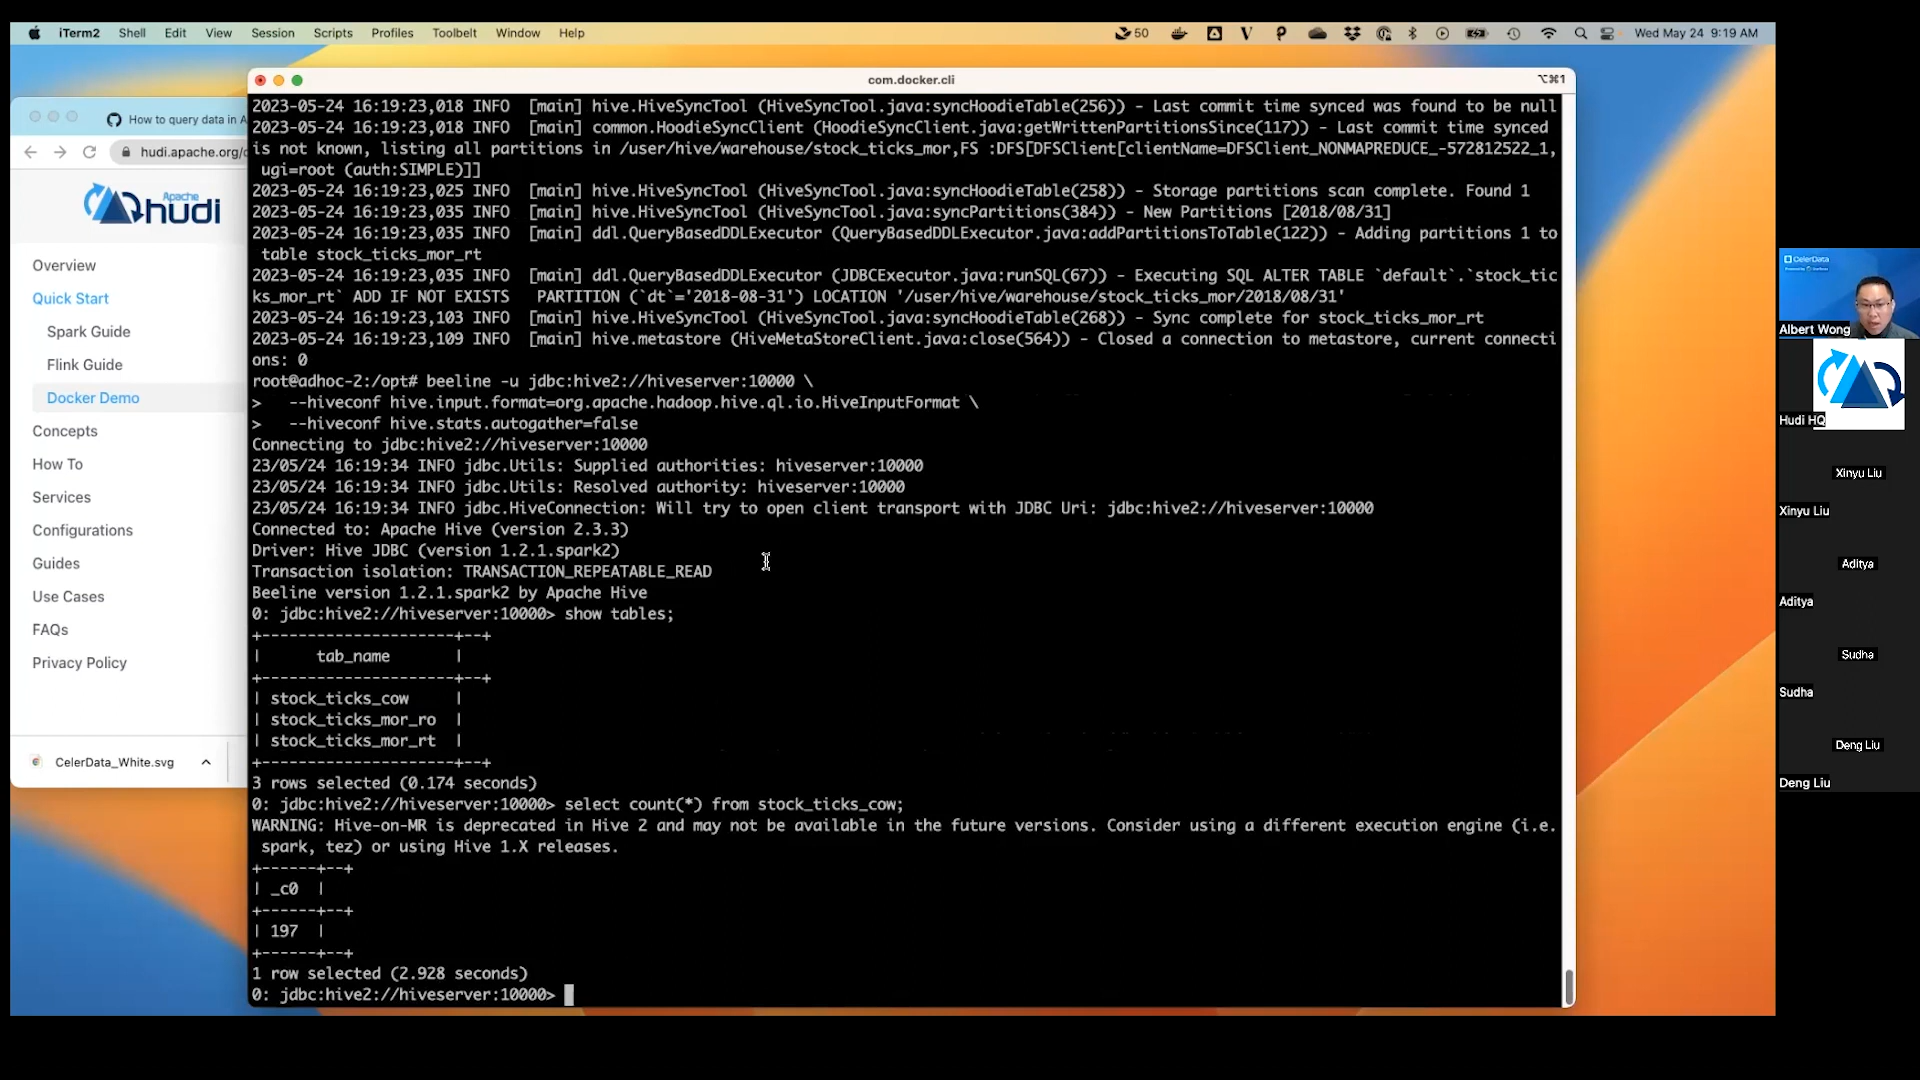 iTerm2 Shell Edit View Session Scripts Profiles Toolbelt Window Help
50 Wed May 24 9:19 AM
com.docker.cli
⌥⌘1
How to query data in A
hudi.apache.org/
Apache
hudi
Overview
Quick Start
Spark Guide
Flink Guide
Docker Demo
Concepts
How To
Services
Configurations
Guides
Use Cases
FAQs
Privacy Policy
CelerData_White.svg
2023-05-24 16:19:23,018 INFO  [main] hive.HiveSyncTool (HiveSyncTool.java:syncHoodieTable(256)) - Last commit time synced was found to be null
2023-05-24 16:19:23,018 INFO  [main] common.HoodieSyncClient (HoodieSyncClient.java:getWrittenPartitionsSince(117)) - Last commit time synced
is not known, listing all partitions in /user/hive/warehouse/stock_ticks_mor,FS :DFS[DFSClient[clientName=DFSClient_NONMAPREDUCE_-572812522_1,
ugi=root (auth:SIMPLE)]]
2023-05-24 16:19:23,025 INFO  [main] hive.HiveSyncTool (HiveSyncTool.java:syncHoodieTable(258)) - Storage partitions scan complete. Found 1
2023-05-24 16:19:23,035 INFO  [main] hive.HiveSyncTool (HiveSyncTool.java:syncPartitions(384)) - New Partitions [2018/08/31]
2023-05-24 16:19:23,035 INFO  [main] ddl.QueryBasedDDLExecutor (QueryBasedDDLExecutor.java:addPartitionsToTable(122)) - Adding partitions 1 to
table stock_ticks_mor_rt
2023-05-24 16:19:23,035 INFO  [main] ddl.QueryBasedDDLExecutor (JDBCExecutor.java:runSQL(67)) - Executing SQL ALTER TABLE `default`.`stock_tic
ks_mor_rt` ADD IF NOT EXISTS   PARTITION (`dt`='2018-08-31') LOCATION '/user/hive/warehouse/stock_ticks_mor/2018/08/31'
2023-05-24 16:19:23,103 INFO  [main] hive.HiveSyncTool (HiveSyncTool.java:syncHoodieTable(268)) - Sync complete for stock_ticks_mor_rt
2023-05-24 16:19:23,109 INFO  [main] hive.metastore (HiveMetaStoreClient.java:close(564)) - Closed a connection to metastore, current connecti
ons: 0
root@adhoc-2:/opt# beeline -u jdbc:hive2://hiveserver:10000 \
>   --hiveconf hive.input.format=org.apache.hadoop.hive.ql.io.HiveInputFormat \
>   --hiveconf hive.stats.autogather=false
Connecting to jdbc:hive2://hiveserver:10000
23/05/24 16:19:34 INFO jdbc.Utils: Supplied authorities: hiveserver:10000
23/05/24 16:19:34 INFO jdbc.Utils: Resolved authority: hiveserver:10000
23/05/24 16:19:34 INFO jdbc.HiveConnection: Will try to open client transport with JDBC Uri: jdbc:hive2://hiveserver:10000
Connected to: Apache Hive (version 2.3.3)
Driver: Hive JDBC (version 1.2.1.spark2)
Transaction isolation: TRANSACTION_REPEATABLE_READ
Beeline version 1.2.1.spark2 by Apache Hive
0: jdbc:hive2://hiveserver:10000> show tables;
+---------------------+--+
|      tab_name       |
+---------------------+--+
| stock_ticks_cow     |
| stock_ticks_mor_ro  |
| stock_ticks_mor_rt  |
+---------------------+--+
3 rows selected (0.174 seconds)
0: jdbc:hive2://hiveserver:10000> select count(*) from stock_ticks_cow;
WARNING: Hive-on-MR is deprecated in Hive 2 and may not be available in the future versions. Consider using a different execution engine (i.e.
spark, tez) or using Hive 1.X releases.
+------+--+
| _c0  |
+------+--+
| 197  |
+------+--+
1 row selected (2.928 seconds)
0: jdbc:hive2://hiveserver:10000>
CelerData
Albert Wong
Hudi HQ
Xinyu Liu
Xinyu Liu
Aditya
Aditya
Sudha
Sudha
Deng Liu
Deng Liu